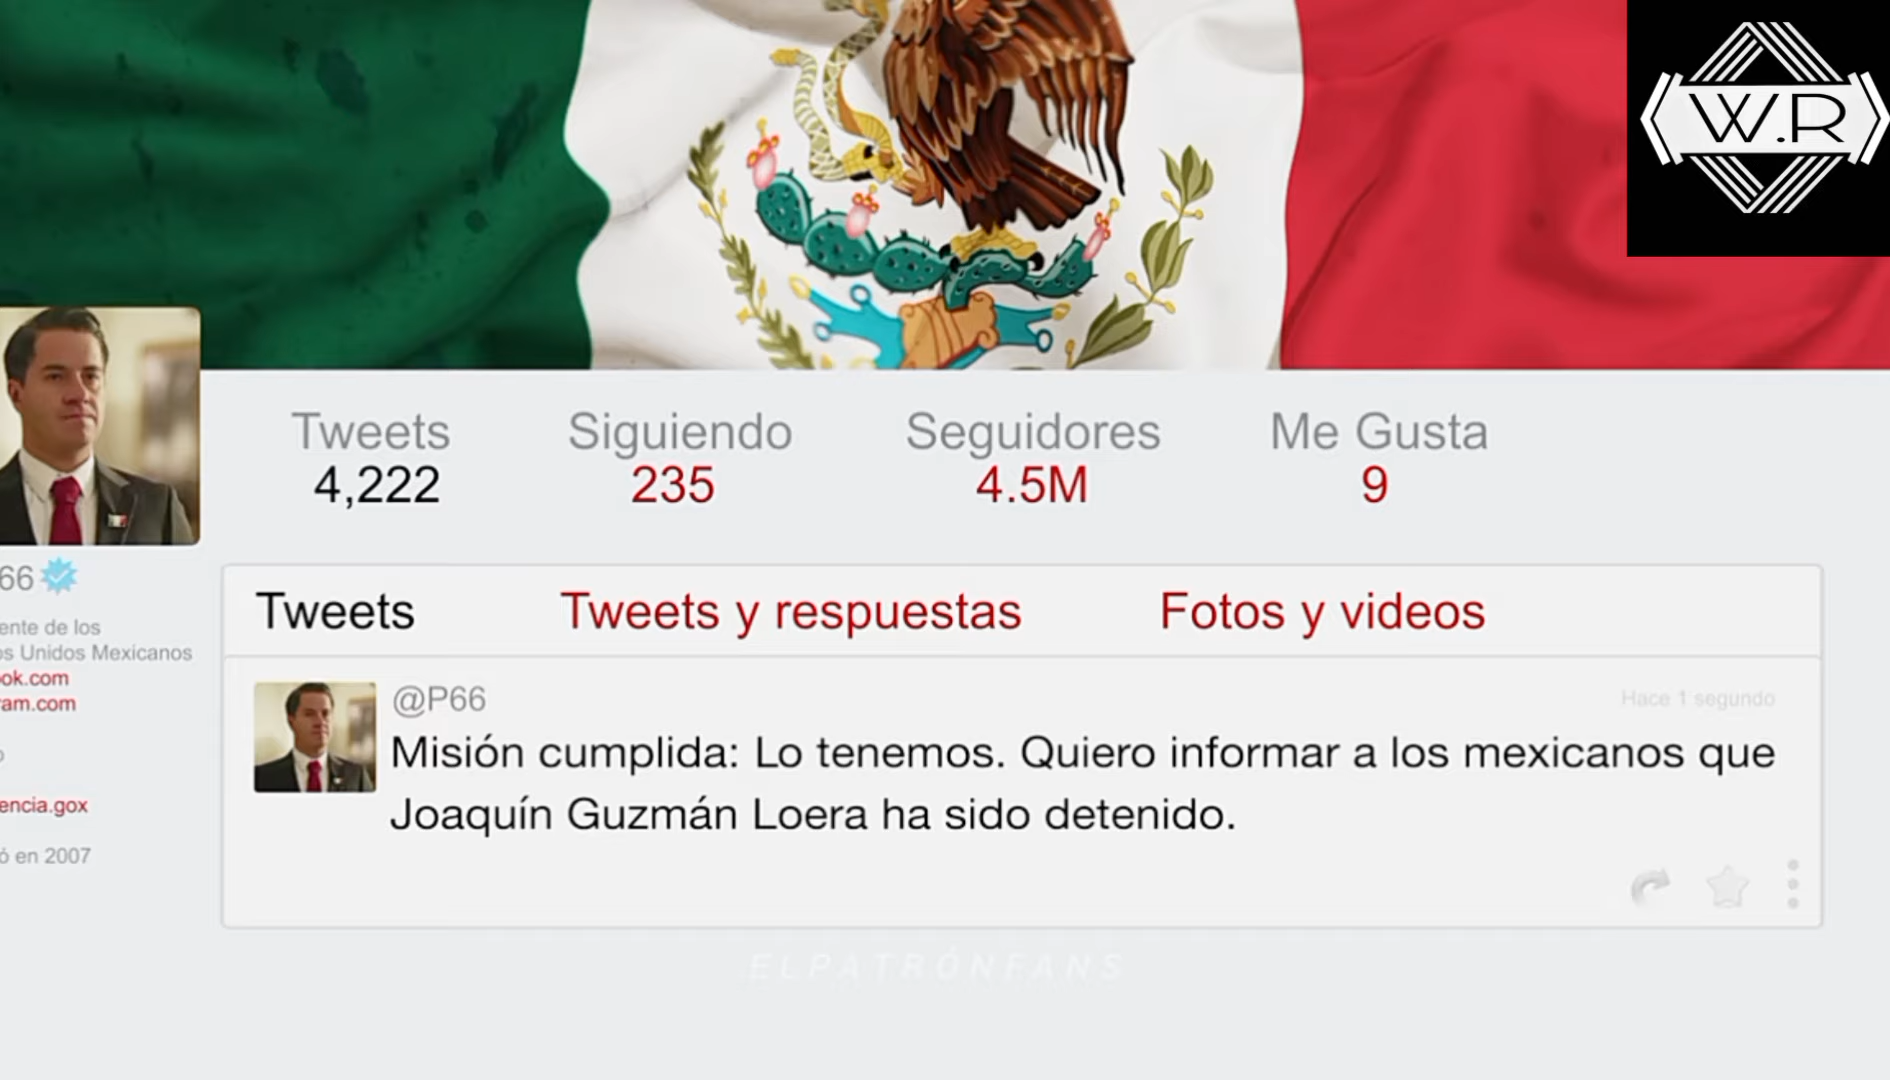 W.R
Tweets
Siguiendo
Seguidores
Me Gusta
4,222
235
4.5M
9
66
ente de los
os Unidos Mexicanos
ok.com
ram.com
o
encia.gox
ó en 2007
Tweets
Tweets y respuestas
Fotos y videos
@P66
Hace 1 segundo
Misión cumplida: Lo tenemos. Quiero informar a los mexicanos que
Joaquín Guzmán Loera ha sido detenido.
ELPATRÓNFANS